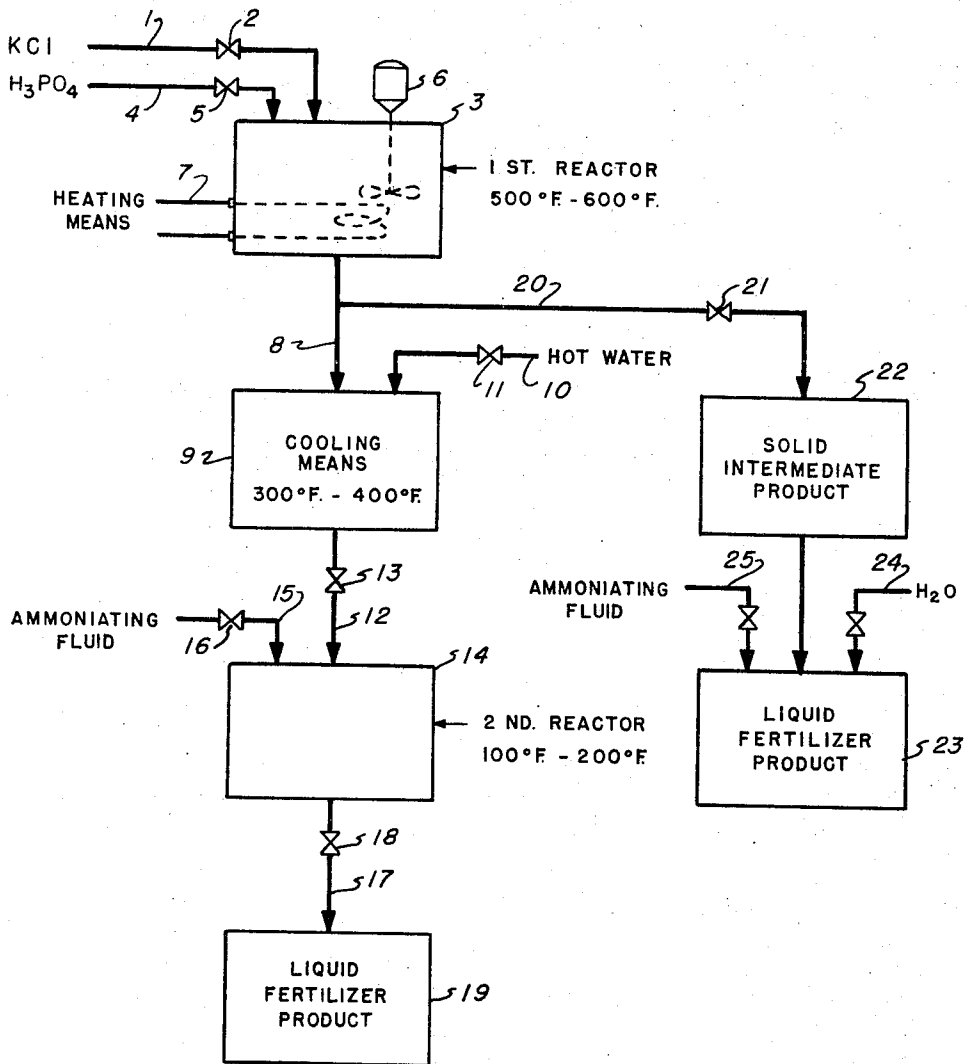 1
2
KCl
H3PO4
4
5
6
3
1 ST. REACTOR
500°F. - 600°F.
7
HEATING
MEANS
20
21
8
HOT WATER
11
10
22
9
COOLING
MEANS
300°F. - 400°F.
SOLID
INTERMEDIATE
PRODUCT
13
25
24
AMMONIATING
FLUID
H2O
AMMONIATING
FLUID
15
16
12
14
2 ND. REACTOR
100°F. - 200°F.
LIQUID
FERTILIZER
PRODUCT
23
18
17
LIQUID
FERTILIZER
PRODUCT
19